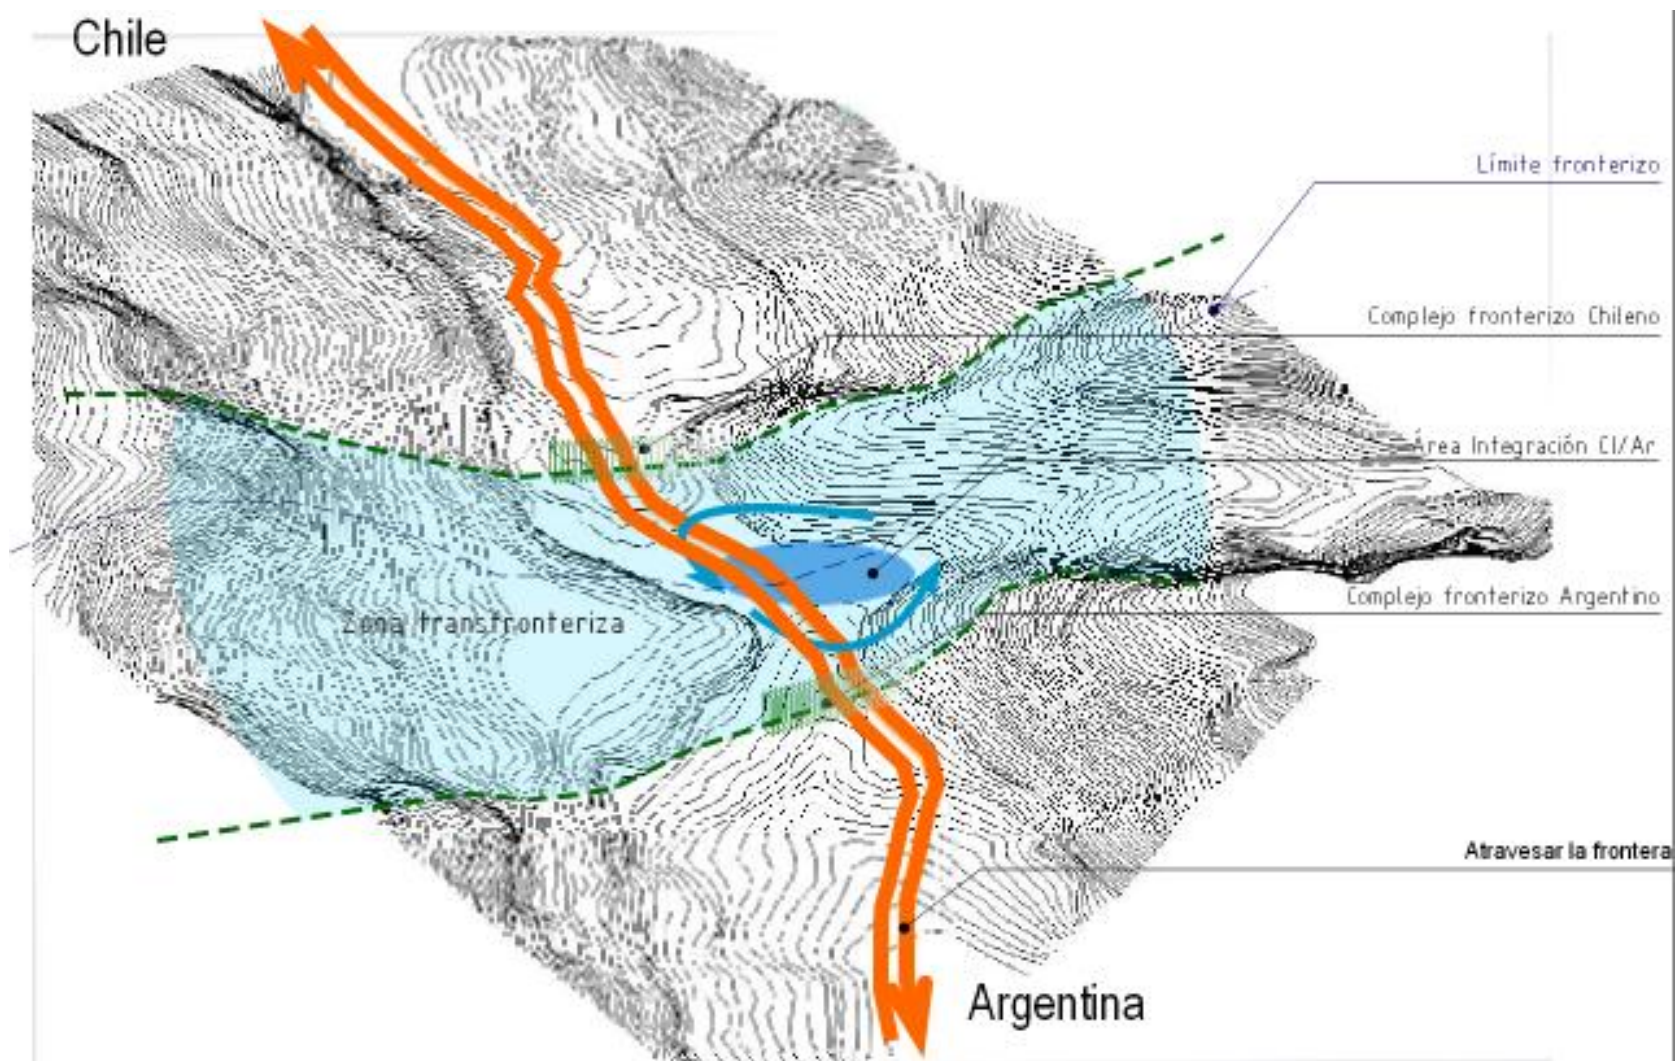 Chile
Límite fronterizo
Complejo fronterizo Chileno
Área Integración Cl/Ar
Complejo fronterizo Argentino
Zona transfronteriza
Atravesar la frontera
Argentina